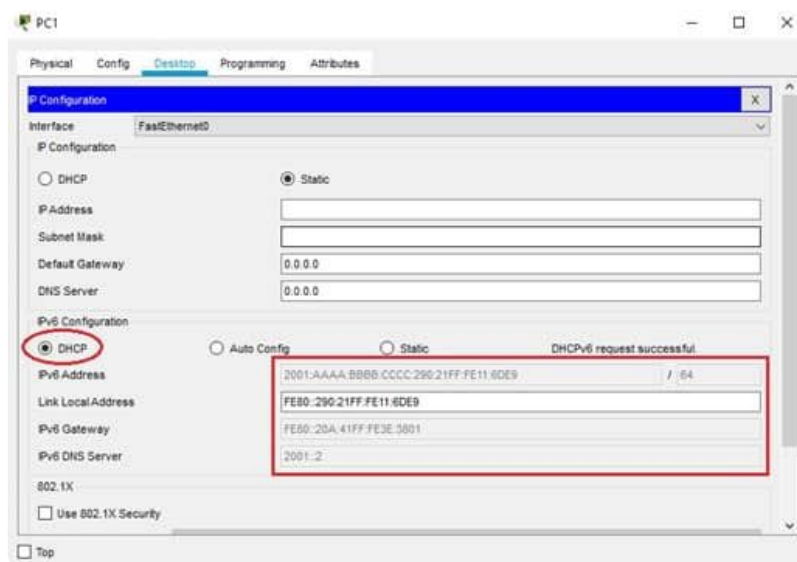 PC1
Physical Config Desktop Programming Attributes
IP Configuration X
Interface FastEthernet0
IP Configuration
DHCP Static
IP Address
Subnet Mask
Default Gateway 0.0.0.0
DNS Server 0.0.0.0
IPv6 Configuration
DHCP Auto Config Static DHCPv6 request successful.
IPv6 Address 2001:AAAA:BBBB:CCCC:290:21FF:FE11:6DE9 / 64
Link Local Address FE80::290:21FF:FE11:6DE9
IPv6 Gateway FE80::20A:41FF:FE3E:3801
IPv6 DNS Server 2001::2
802.1X
Use 802.1X Security
Top